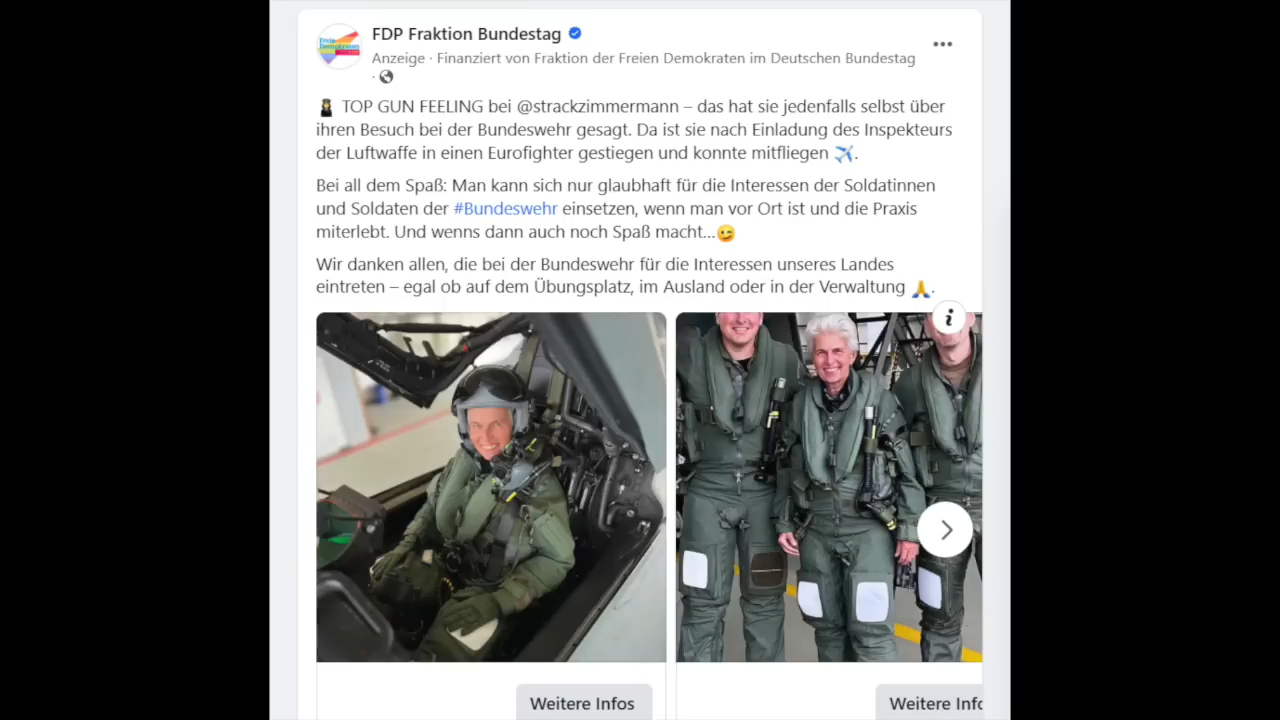 FDP Fraktion Bundestag
Anzeige · Finanziert von Fraktion der Freien Demokraten im Deutschen Bundestag
·
Freie
Demokraten
TOP GUN FEELING bei @strackzimmermann – das hat sie jedenfalls selbst über
ihren Besuch bei der Bundeswehr gesagt. Da ist sie nach Einladung des Inspekteurs
der Luftwaffe in einen Eurofighter gestiegen und konnte mitfliegen ✈️.
Bei all dem Spaß: Man kann sich nur glaubhaft für die Interessen der Soldatinnen
und Soldaten der #Bundeswehr einsetzen, wenn man vor Ort ist und die Praxis
miterlebt. Und wenns dann auch noch Spaß macht...😉
Wir danken allen, die bei der Bundeswehr für die Interessen unseres Landes
eintreten – egal ob auf dem Übungsplatz, im Ausland oder in der Verwaltung 🙏.
i
Weitere Infos
Weitere Info